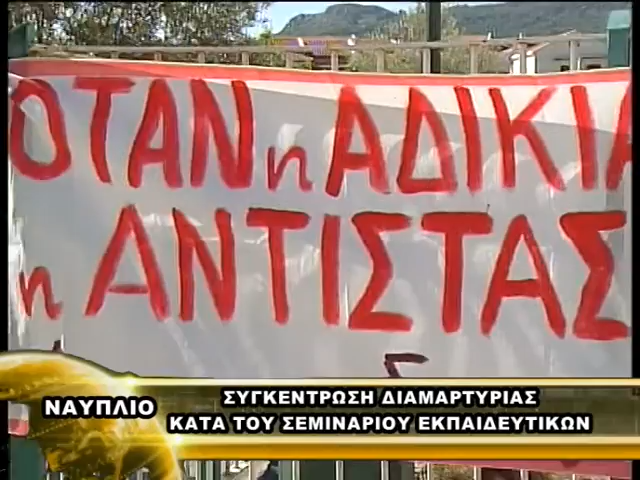 ΟΤΑΝ η ΑΔΙΚΙΑ
η ΑΝΤΙΣΤΑΣ
ΝΑΥΠΛΙΟ
ΣΥΓΚΕΝΤΡΩΣΗ ΔΙΑΜΑΡΤΥΡΙΑΣ
ΚΑΤΑ ΤΟΥ ΣΕΜΙΝΑΡΙΟΥ ΕΚΠΑΙΔΕΥΤΙΚΩΝ